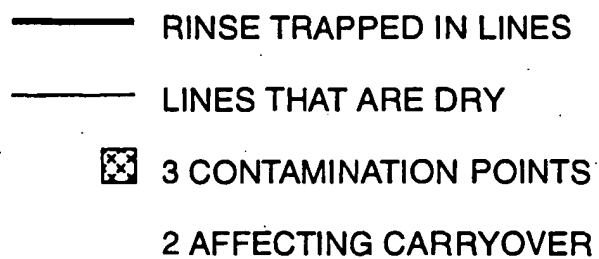 RINSE TRAPPED IN LINES
LINES THAT ARE DRY
3 CONTAMINATION POINTS
2 AFFECTING CARRYOVER